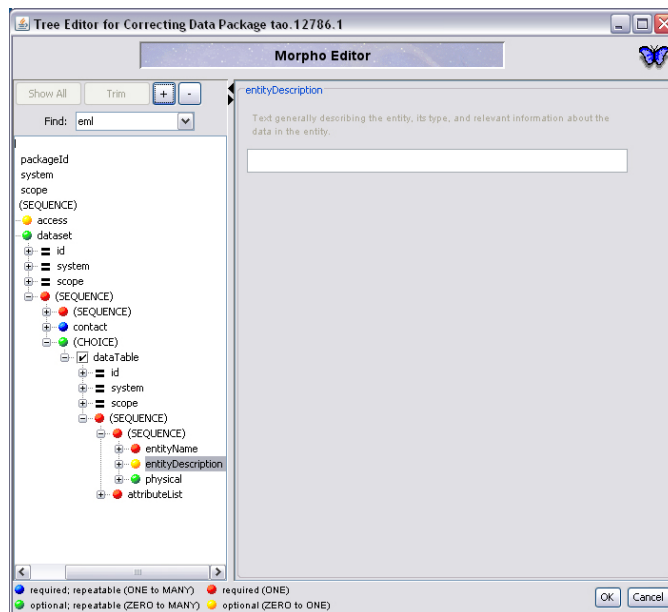 Tree Editor for Correcting Data Package tao.12786.1
Morpho Editor
Show All
Trim
+
-
Find:
eml
packageId
system
scope
(SEQUENCE)
access
dataset
id
system
scope
(SEQUENCE)
(SEQUENCE)
contact
(CHOICE)
dataTable
id
system
scope
(SEQUENCE)
(SEQUENCE)
entityName
entityDescription
physical
attributeList
entityDescription
Text generally describing the entity, its type, and relevant information about the
data in the entity.
required; repeatable (ONE to MANY)
required (ONE)
optional; repeatable (ZERO to MANY)
optional (ZERO to ONE)
OK
Cancel